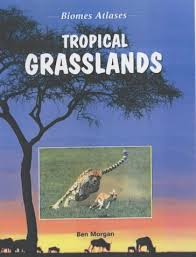 Biomes Atlases
TROPICAL
GRASSLANDS
Ben Morgan